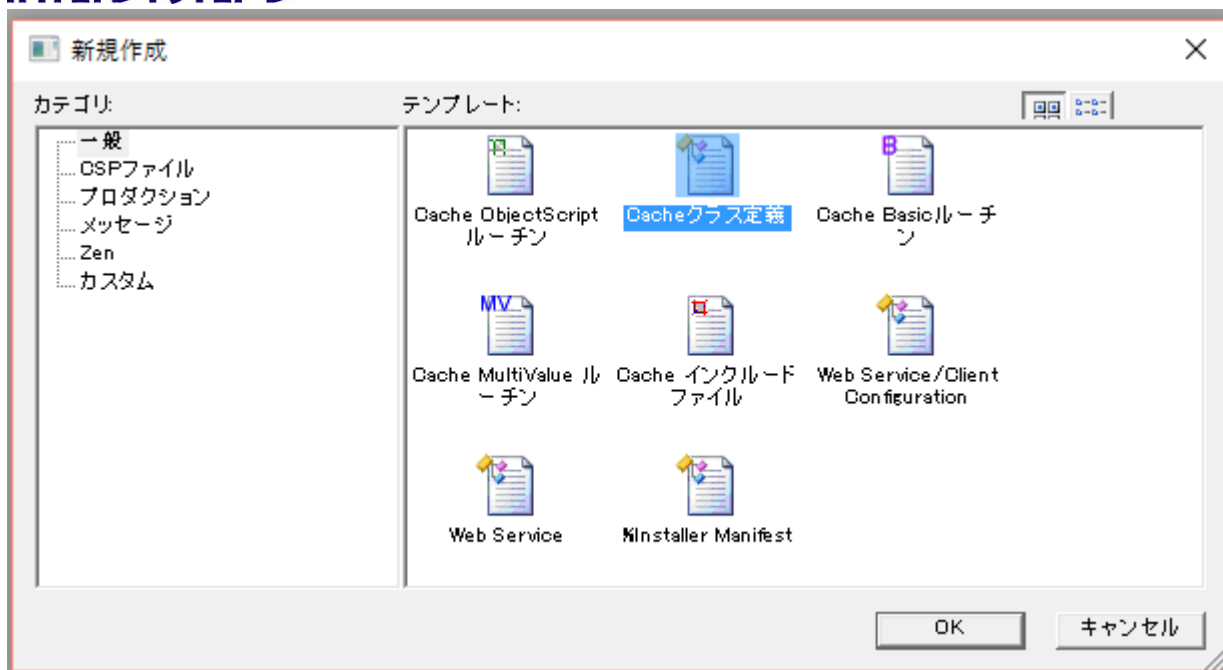 新規作成
カテゴリ:
テンプレート:
一般
CSPファイル
プロダクション
メッセージ
Zen
カスタム
Cache ObjectScript
ルーチン
Cacheクラス定義
Cache Basicルーチ
ン
MV
Cache MultiValue ル
ーチン
Cache インクルード
ファイル
Web Service/Client
Configuration
Web Service
%Installer Manifest
OK
キャンセル